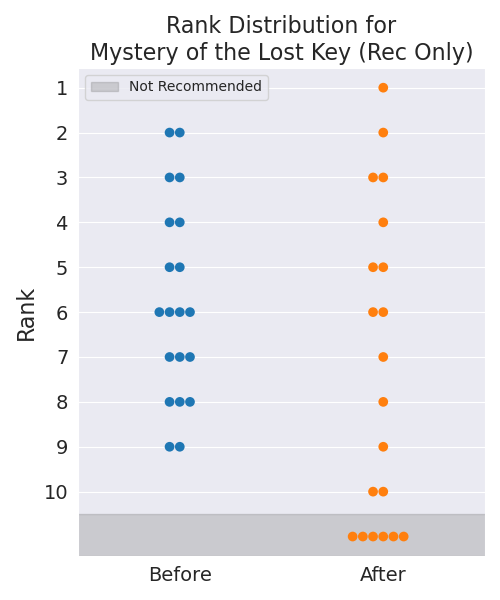 Rank Distribution for
Mystery of the Lost Key (Rec Only)
Not Recommended
Rank
1
2
3
4
5
6
7
8
9
10
Before
After